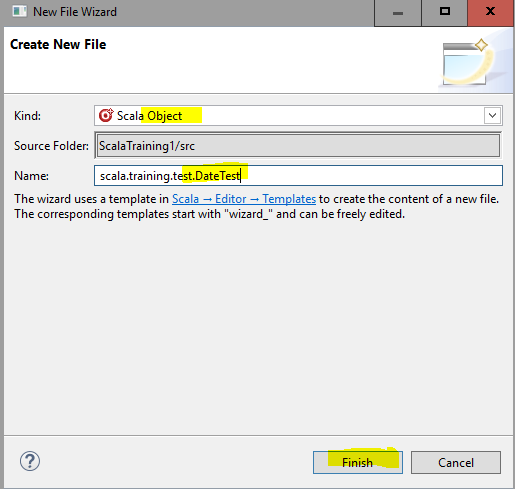 New File Wizard
Create New File
Kind: Scala Object
Source Folder: ScalaTraining1/src
Name: scala.training.test.DateTest
The wizard uses a template in Scala → Editor → Templates to create the content of a new file.
The corresponding templates start with "wizard_" and can be freely edited.
Finish Cancel